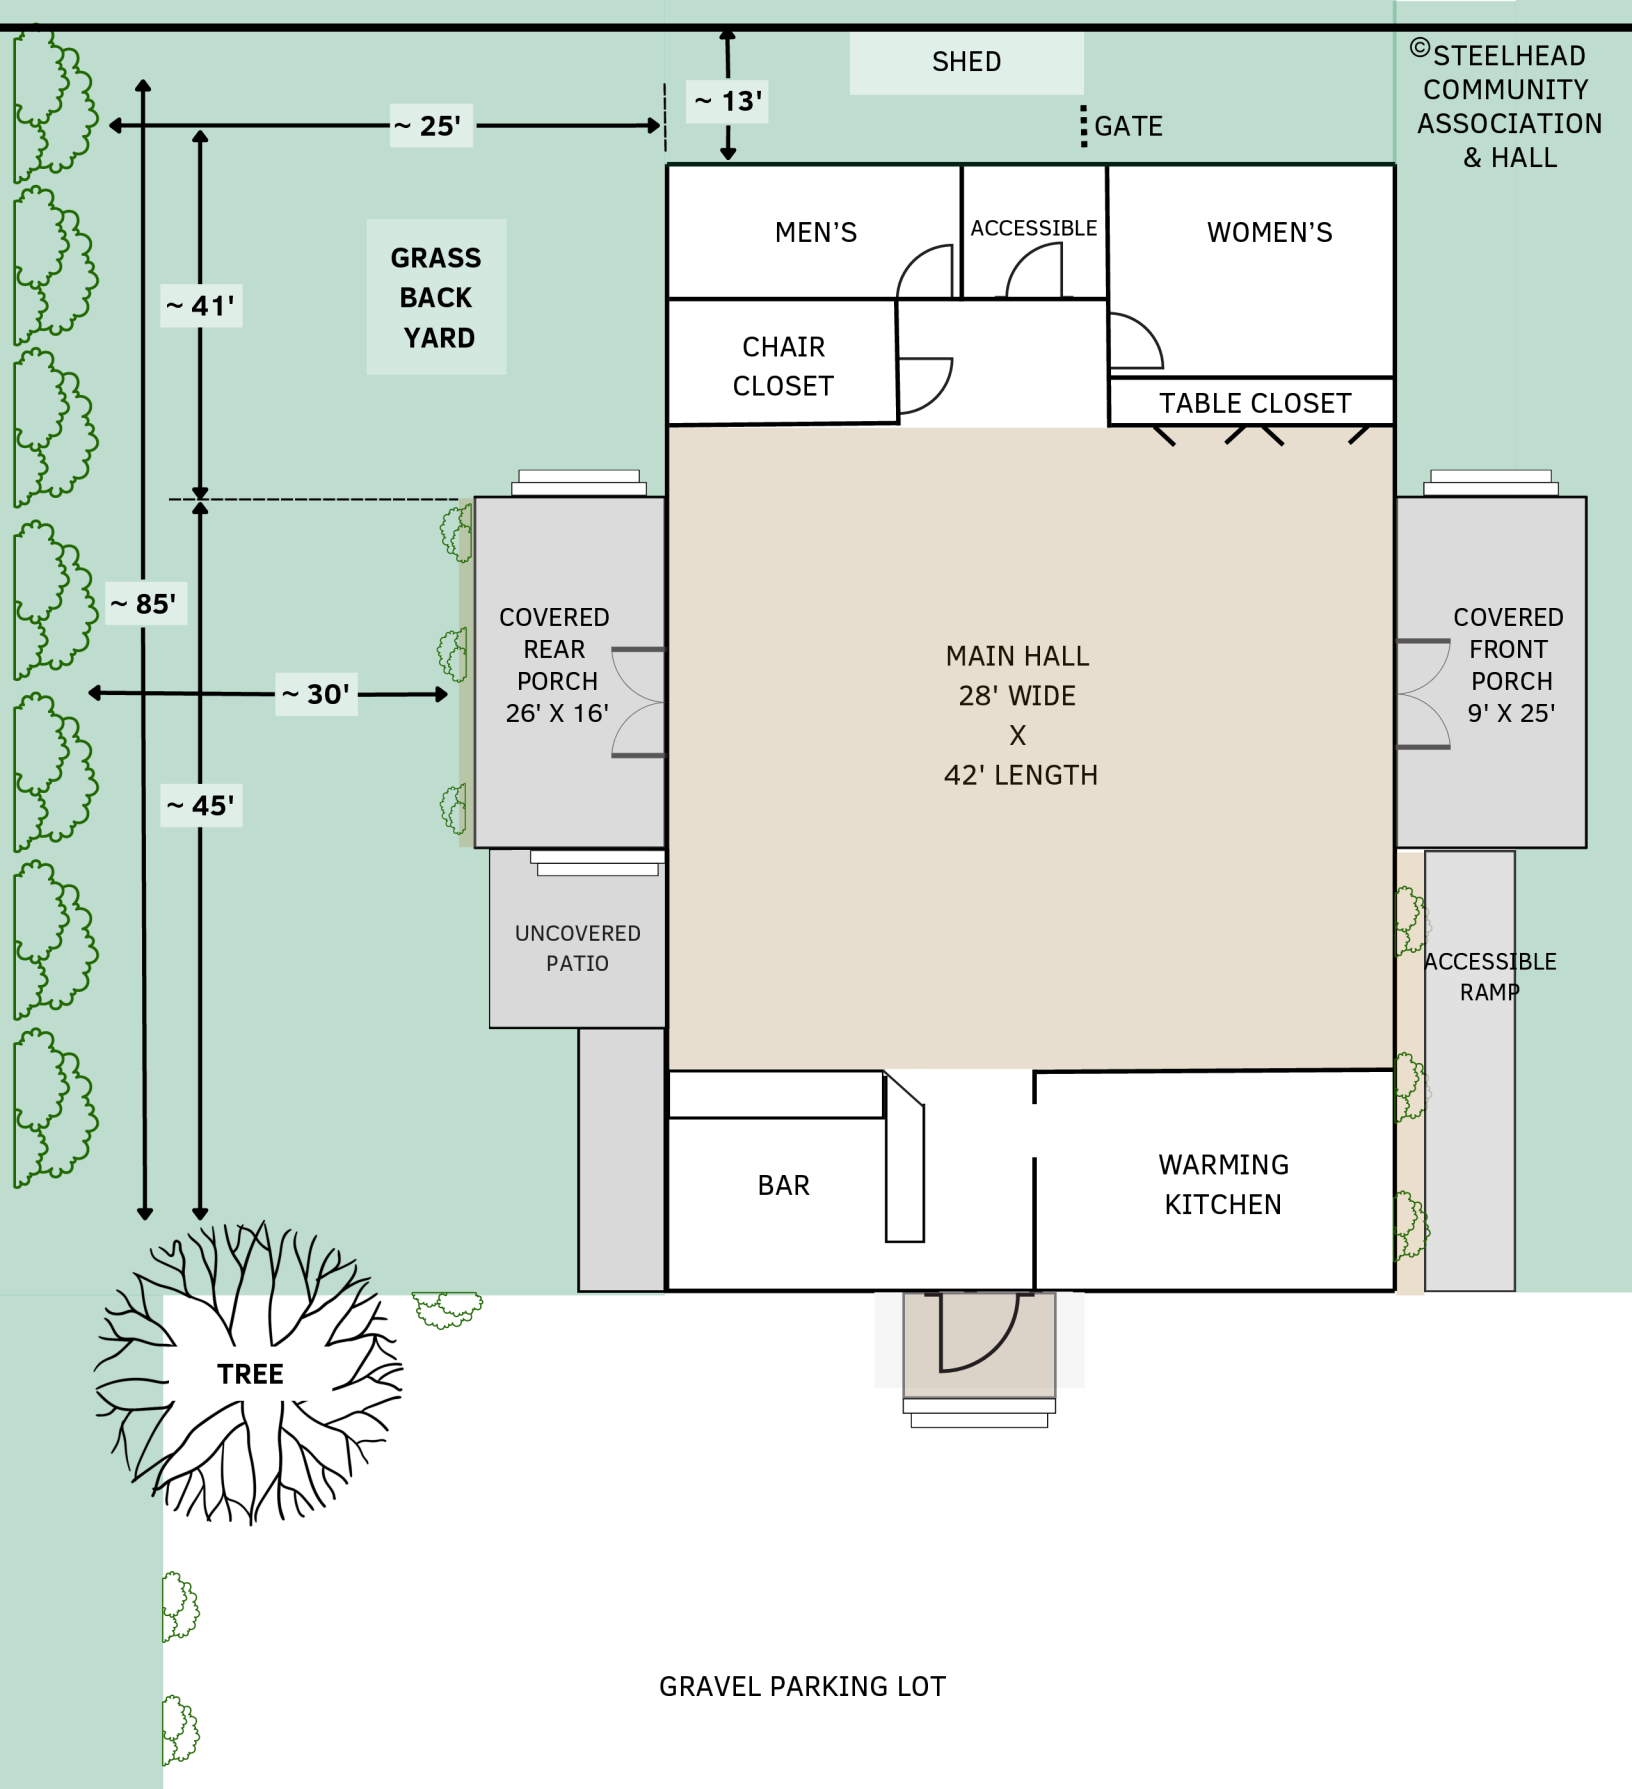 SHED
©STEELHEAD
COMMUNITY
ASSOCIATION
& HALL
~ 13'
~ 25'
GATE
MEN'S
ACCESSIBLE
WOMEN'S
GRASS
BACK
YARD
~ 41'
CHAIR
CLOSET
TABLE CLOSET
~ 85'
COVERED
REAR
PORCH
26' X 16'
MAIN HALL
28' WIDE
X
42' LENGTH
COVERED
FRONT
PORCH
9' X 25'
~ 30'
~ 45'
UNCOVERED
PATIO
ACCESSIBLE
RAMP
BAR
WARMING
KITCHEN
TREE
GRAVEL PARKING LOT